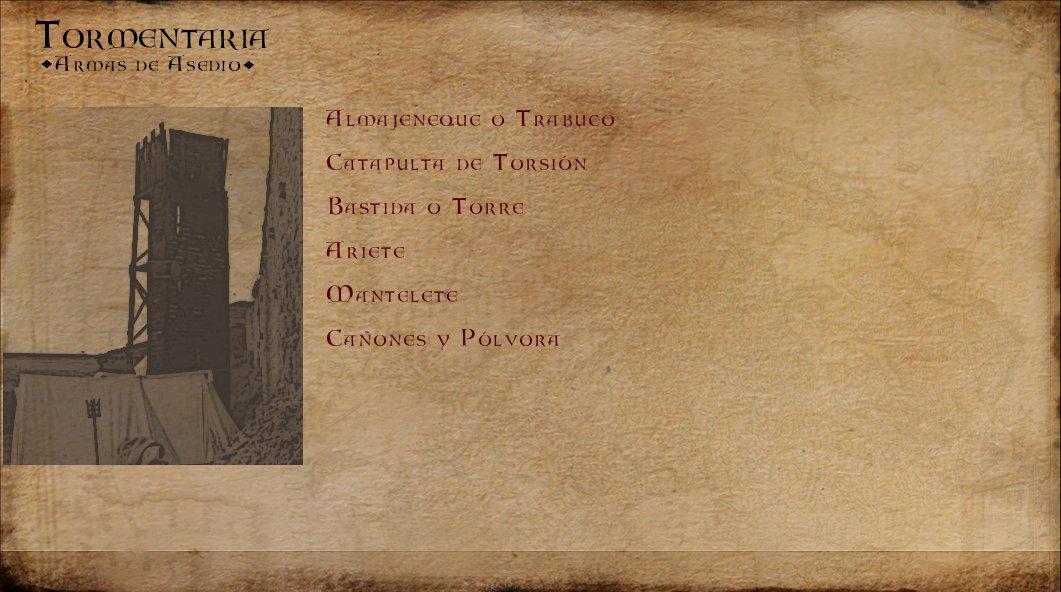 Tormentaria
◆Armas de Asedio◆
Almajeneque o Trabuco
Catapulta de Torsión
Bastida o Torre
Ariete
Mantelete
Cañones y Pólvora